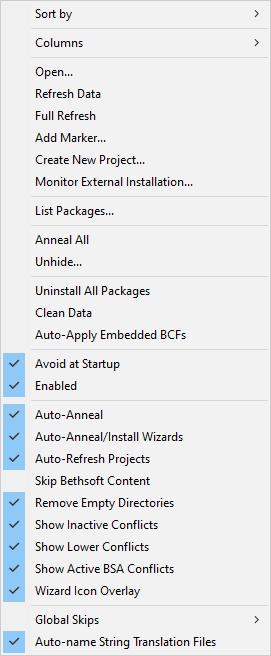 Sort by
Columns
Open...
Refresh Data
Full Refresh
Add Marker...
Create New Project...
Monitor External Installation...
List Packages...
Anneal All
Unhide...
Uninstall All Packages
Clean Data
Auto-Apply Embedded BCFs
Avoid at Startup
Enabled
Auto-Anneal
Auto-Anneal/Install Wizards
Auto-Refresh Projects
Skip Bethsoft Content
Remove Empty Directories
Show Inactive Conflicts
Show Lower Conflicts
Show Active BSA Conflicts
Wizard Icon Overlay
Global Skips
Auto-name String Translation Files